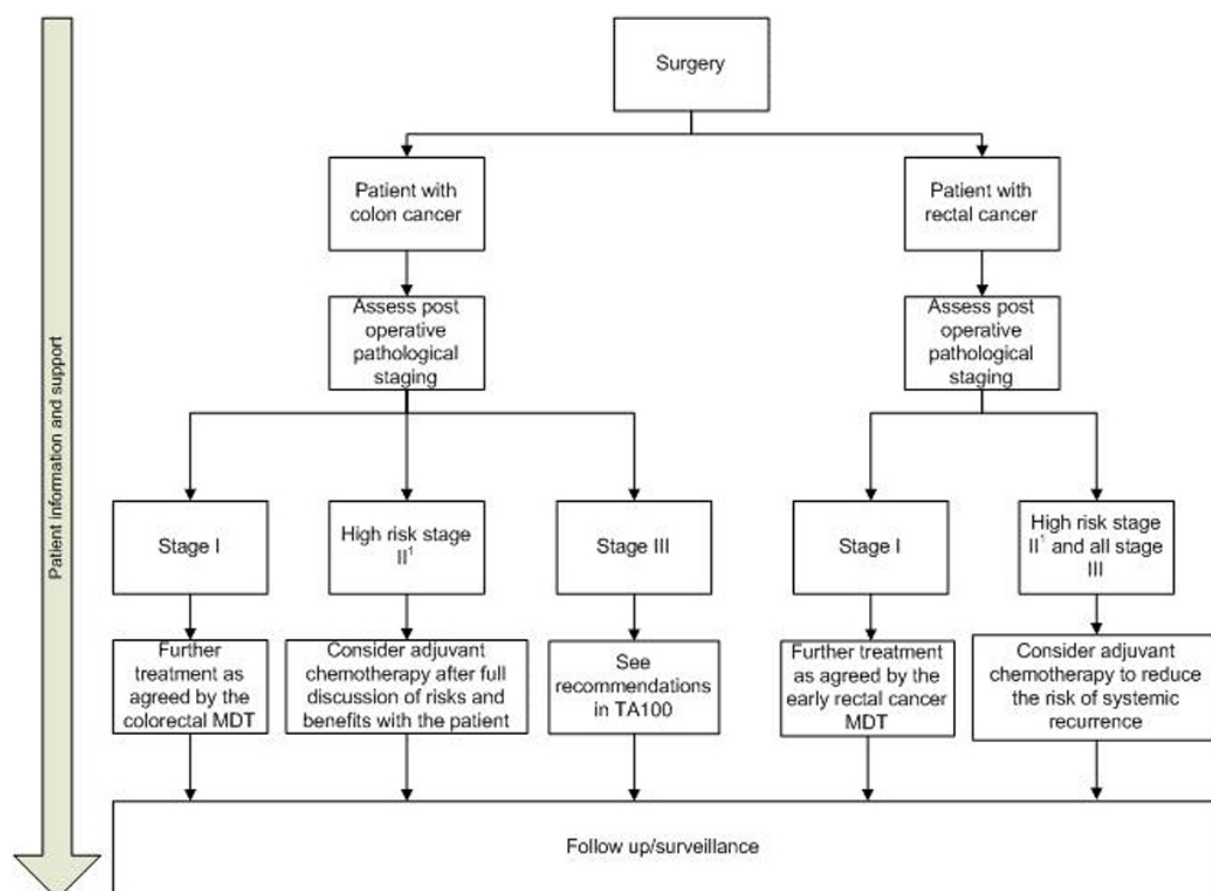 Surgery
Patient with
colon cancer
Patient with
rectal cancer
Assess post
operative
pathological
staging
Assess post
operative
pathological
staging
Patient information and support
Stage I
High risk stage
II¹
Stage III
Stage I
High risk stage
II¹ and all stage
III
Further
treatment as
agreed by the
colorectal MDT
Consider adjuvant
chemotherapy after full
discussion of risks and
benefits with the patient
See
recommendations
in TA100
Further treatment
as agreed by the
early rectal cancer
MDT
Consider adjuvant
chemotherapy to reduce
the risk of systemic
recurrence
Follow up/surveillance